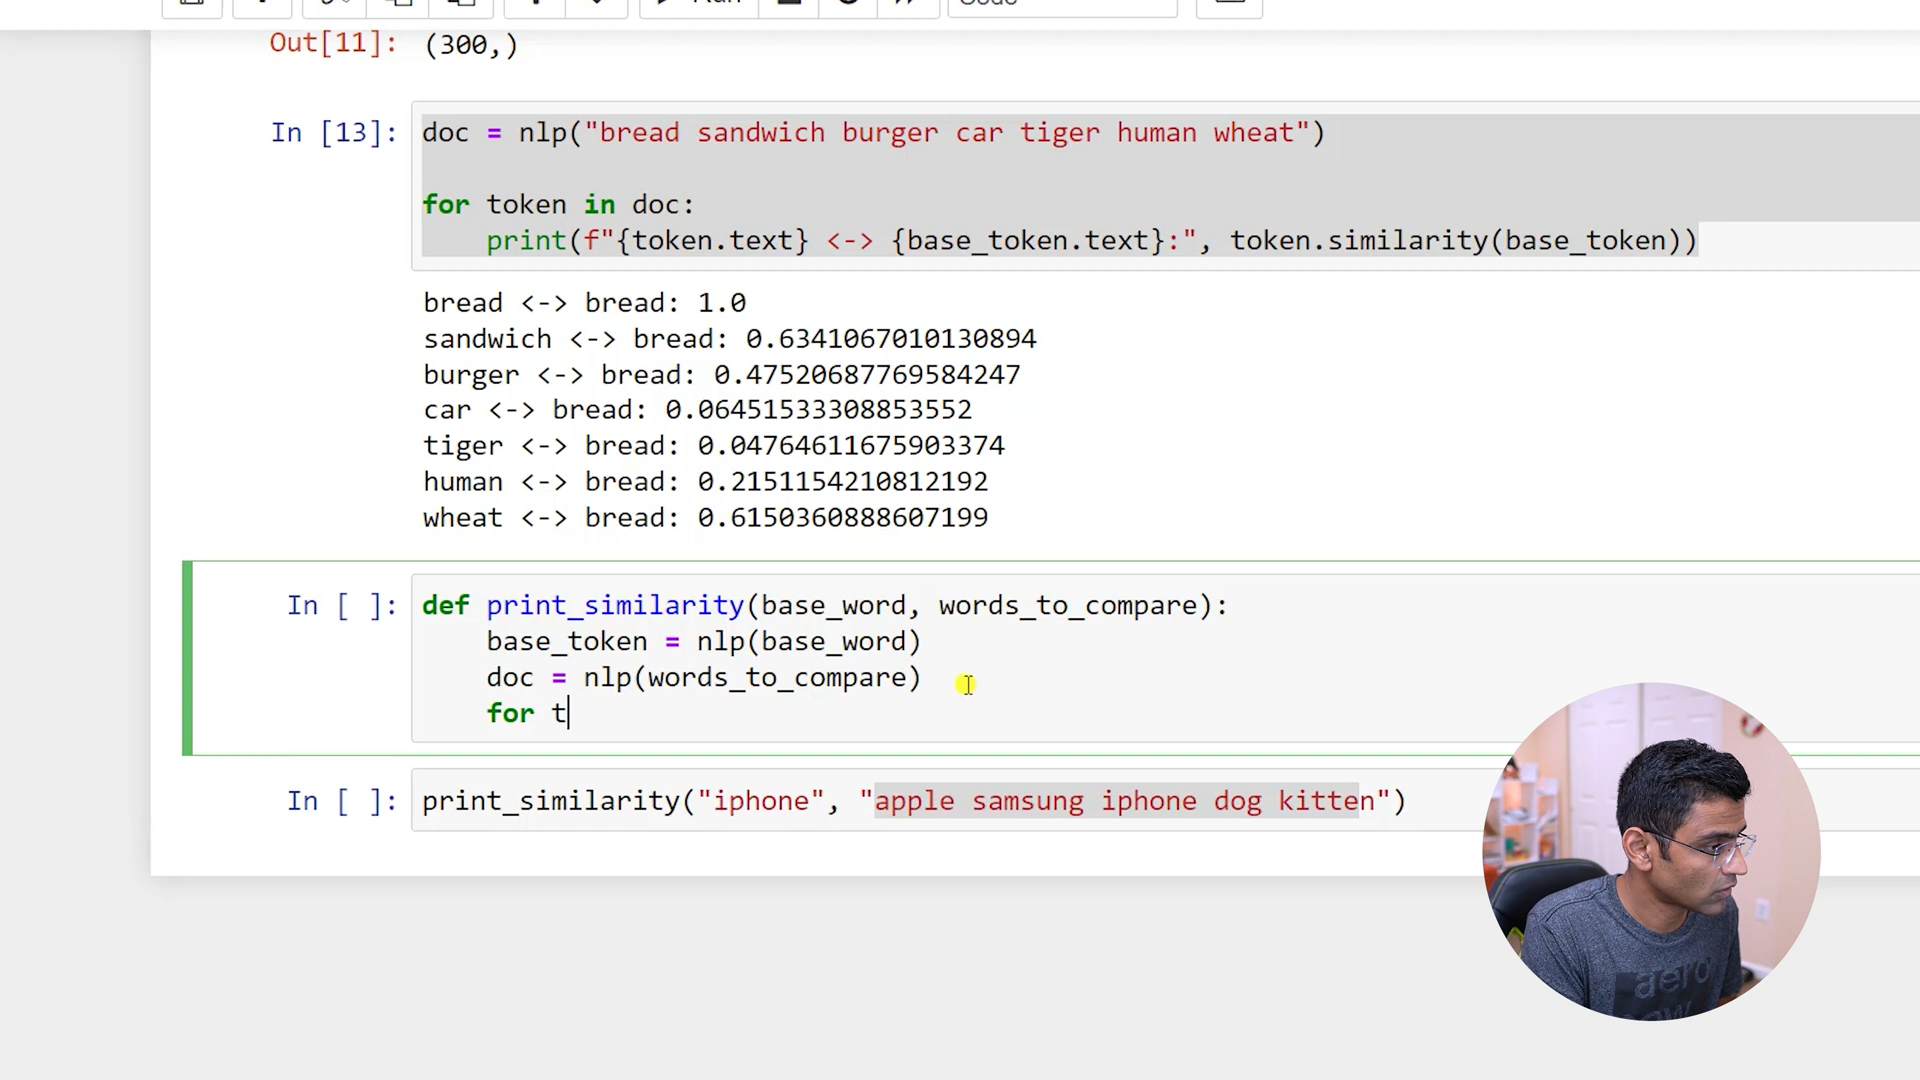 Out[11]: (300,)
In [13]: doc = nlp("bread sandwich burger car tiger human wheat")
for token in doc:
    print(f"{token.text} <-> {base_token.text}:", token.similarity(base_token))
bread <-> bread: 1.0
sandwich <-> bread: 0.6341067010130894
burger <-> bread: 0.47520687769584247
car <-> bread: 0.06451533308853552
tiger <-> bread: 0.04764611675903374
human <-> bread: 0.2151154210812192
wheat <-> bread: 0.6150360888607199
In [ ]: def print_similarity(base_word, words_to_compare):
    base_token = nlp(base_word)
    doc = nlp(words_to_compare)
    for t
In [ ]: print_similarity("iphone", "apple samsung iphone dog kitten")
aero